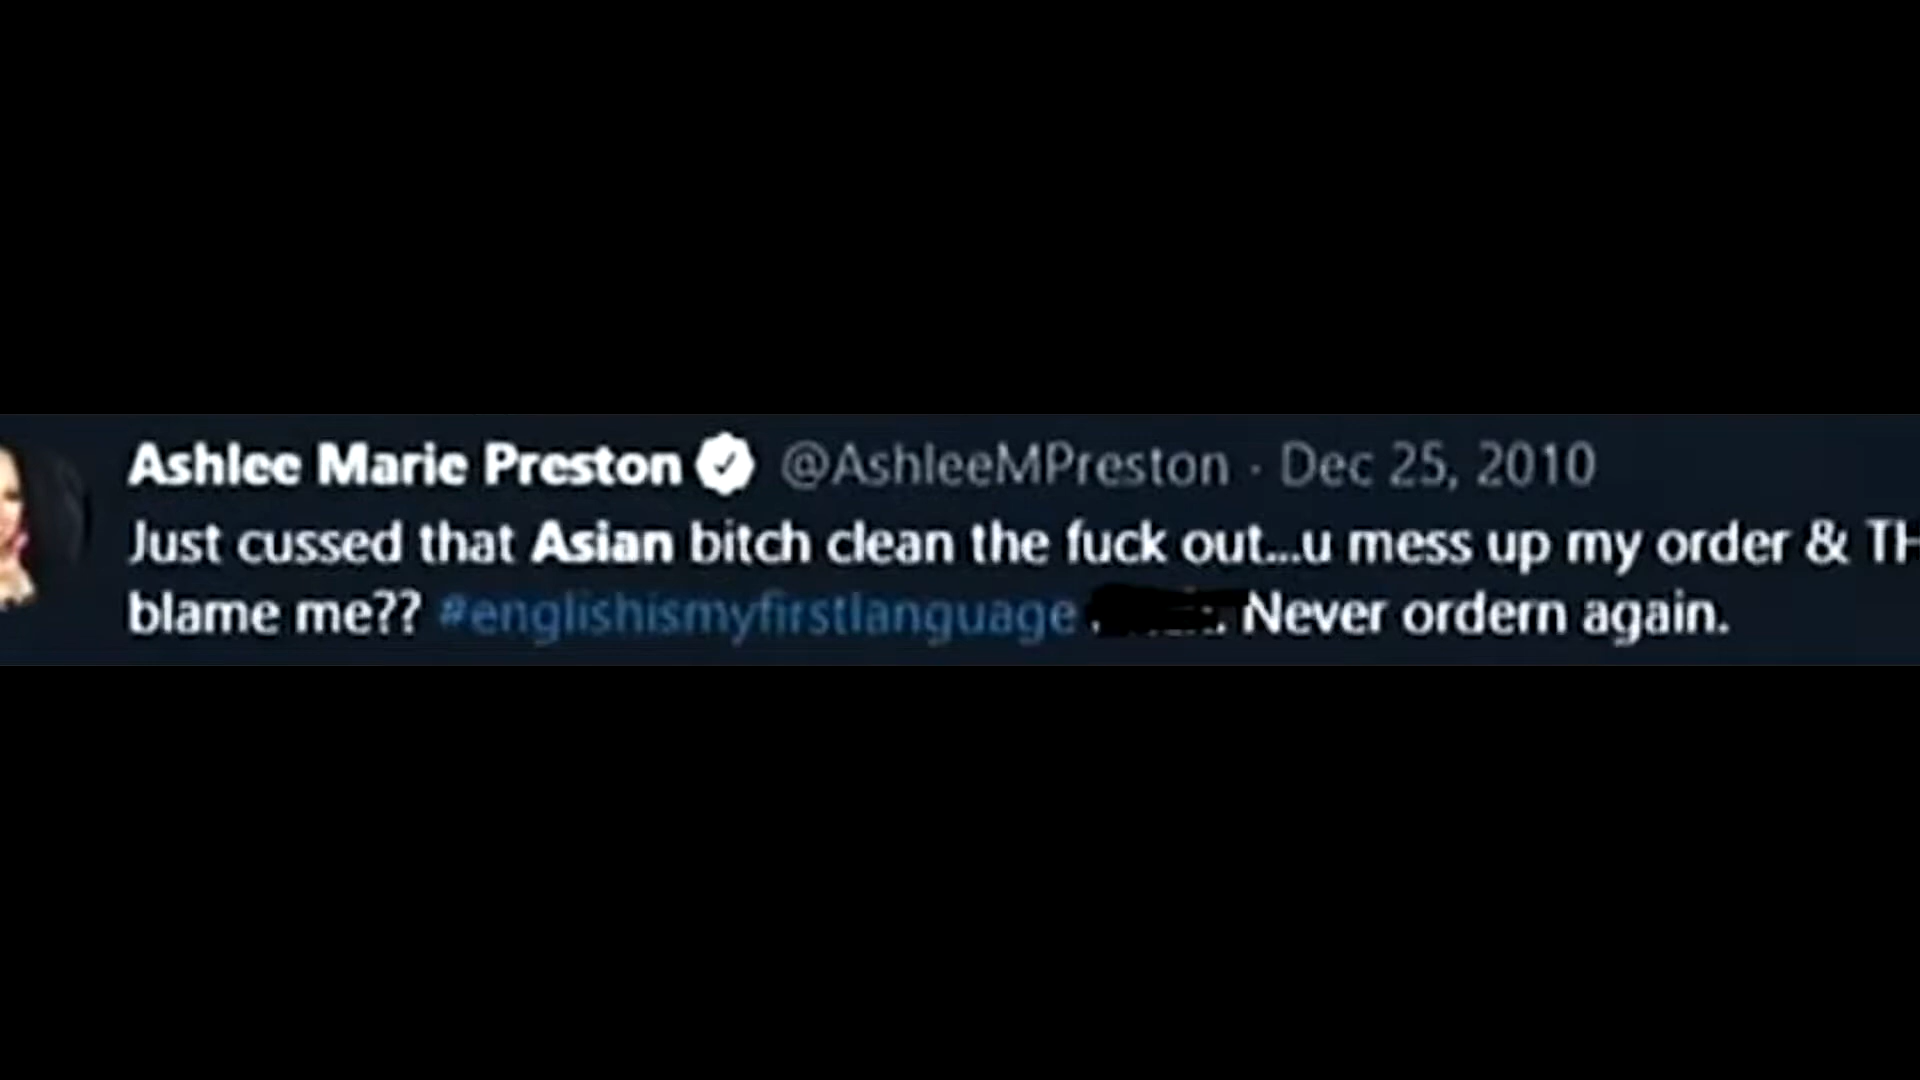 Ashlee Marie Preston @AshleeMPreston · Dec 25, 2010
Just cussed that Asian bitch clean the fuck out...u mess up my order & TH
blame me?? #englishismyfirstlanguage Never ordern again.